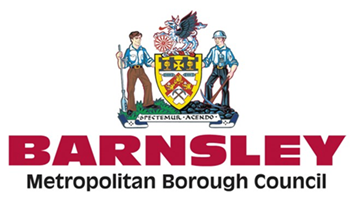 SPECTEMUR · AGENDO ·
BARNSLEY
Metropolitan Borough Council